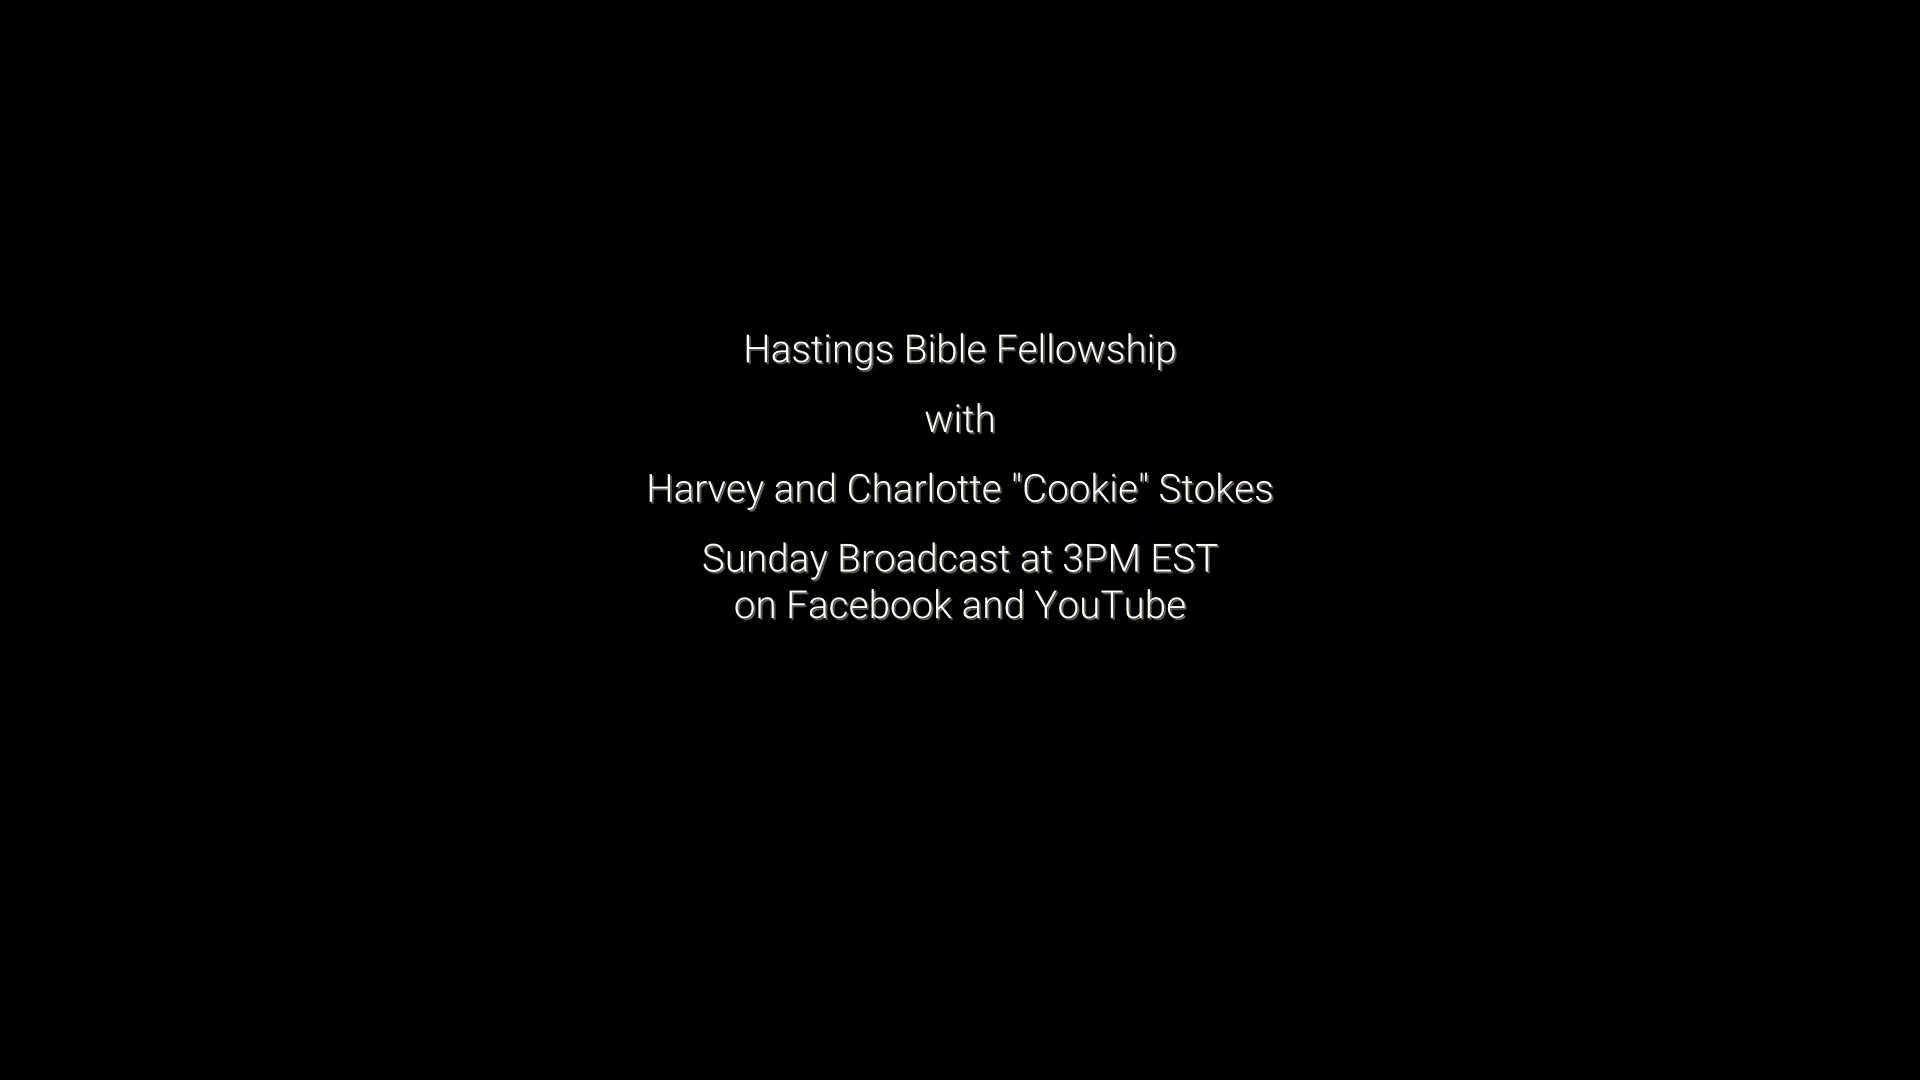 Hastings Bible Fellowship
with
Harvey and Charlotte "Cookie" Stokes
Sunday Broadcast at 3PM EST
on Facebook and YouTube